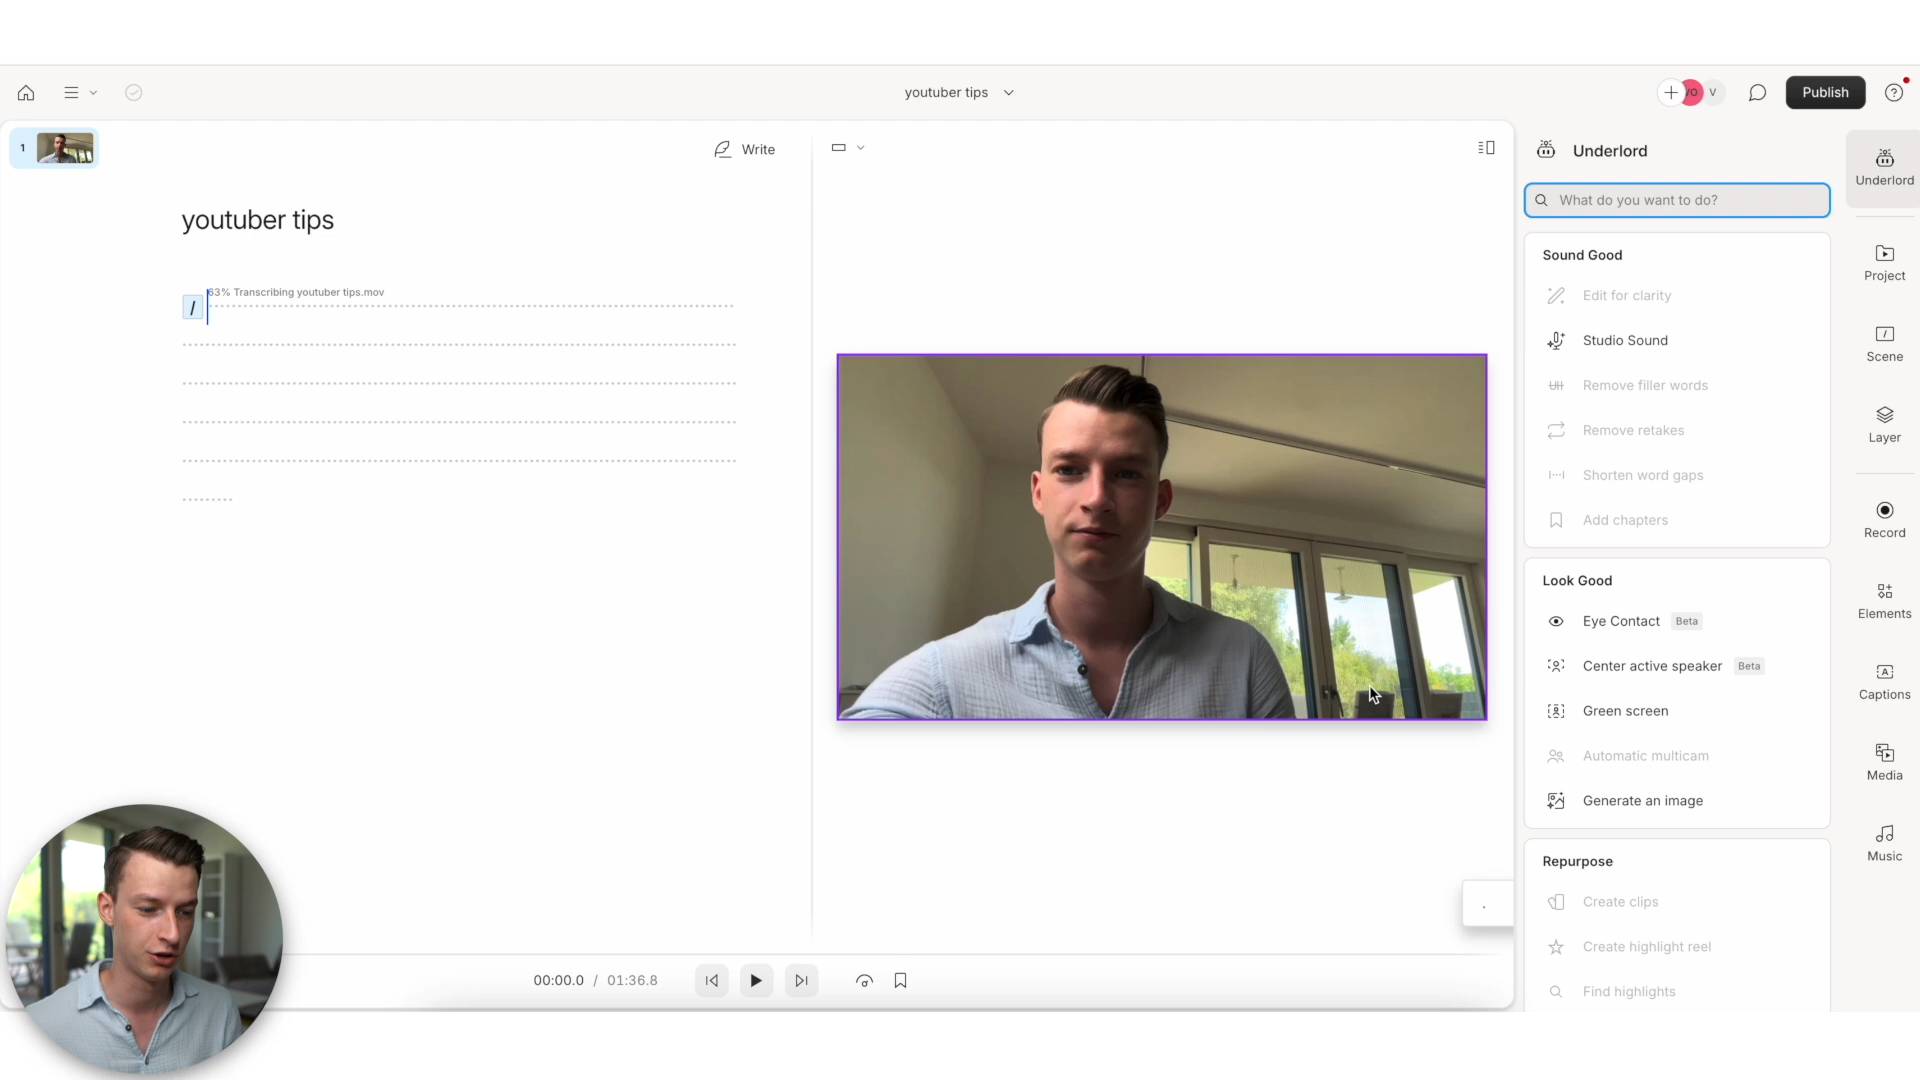 youtuber tips
V
Publish
1
Write
youtuber tips
/
63% Transcribing youtuber tips.mov
00:00.0 / 01:36.8
Underlord
What do you want to do?
Sound Good
Edit for clarity
Studio Sound
Remove filler words
Remove retakes
Shorten word gaps
Add chapters
Look Good
Eye Contact Beta
Center active speaker Beta
Green screen
Automatic multicam
Generate an image
Repurpose
Create clips
Create highlight reel
Find highlights
Underlord
Project
Scene
Layer
Record
Elements
Captions
Media
Music